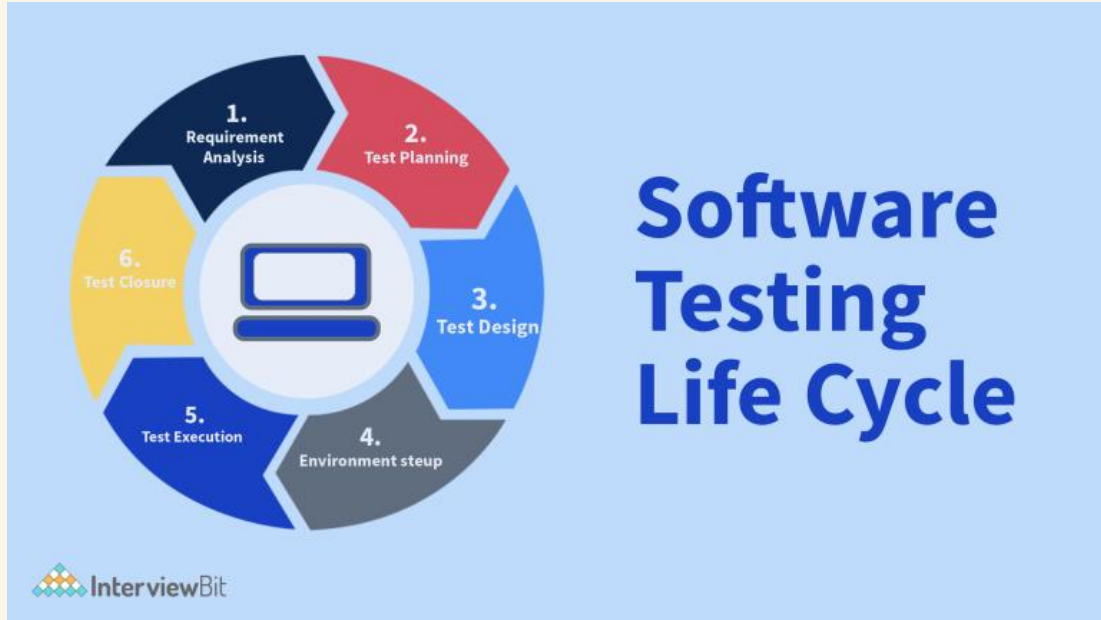 1.
Requirement
Analysis
2.
Test Planning
3.
Test Design
4.
Environment steup
5.
Test Execution
6.
Test Closure
Software
Testing
Life Cycle
InterviewBit